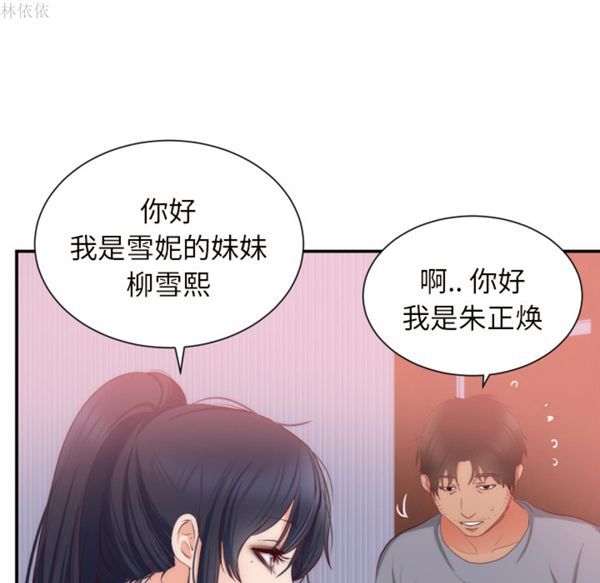 林依依
你好
我是雪妮的妹妹
柳雪熙
啊.. 你好
我是朱正焕